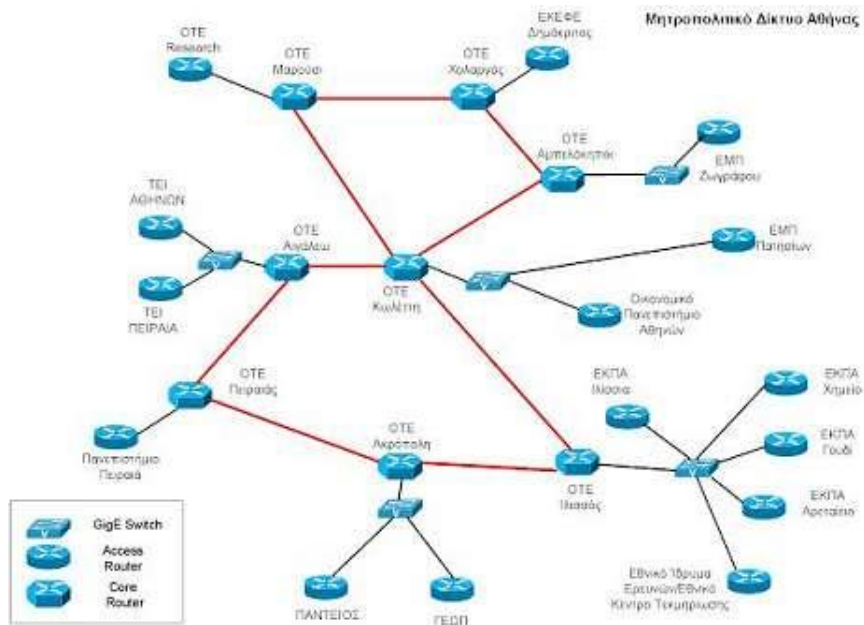 Μητροπολιτικό Δίκτυο Αθήνας
ΟΤΕ
Research
ΟΤΕ
Μαρούσι
ΟΤΕ
Χολαργός
ΕΚΕΦΕ
Δημόκριτος
ΟΤΕ
Αμπελόκηποι
ΕΜΠ
Ζωγράφου
ΤΕΙ
ΑΘΗΝΩΝ
ΟΤΕ
Αιγάλεω
ΟΤΕ
Κωλέττη
ΕΜΠ
Πατησίων
ΤΕΙ
ΠΕΙΡΑΙΑ
Οικονομικό
Πανεπιστήμιο
Αθηνών
ΟΤΕ
Πειραιάς
Πανεπιστήμιο
Πειραιά
ΟΤΕ
Ακρόπολη
ΕΚΠΑ
Ιλίσσια
ΕΚΠΑ
Χημείο
ΕΚΠΑ
Γουδί
ΟΤΕ
Ιλισσός
ΕΚΠΑ
Αρεταίειο
Εθνικό Ίδρυμα
Ερευνών/Εθνικό
Κέντρο Τεκμηρίωσης
ΠΑΝΤΕΙΟΣ
ΓΕΩΠ
GigE Switch
Access
Router
Core
Router